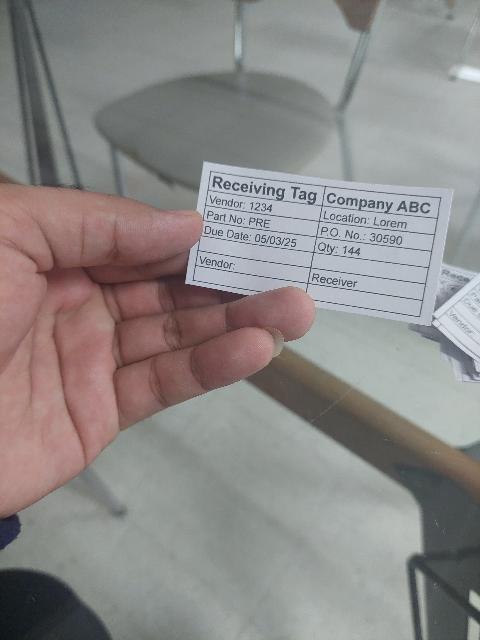 Receiving Tag Company ABC
Vendor: 1234 Location: Lorem
Part No: PRE P.O. No.: 30590
Due Date: 05/03/25 Qty: 144
Vendor: Receiver
Vendor: